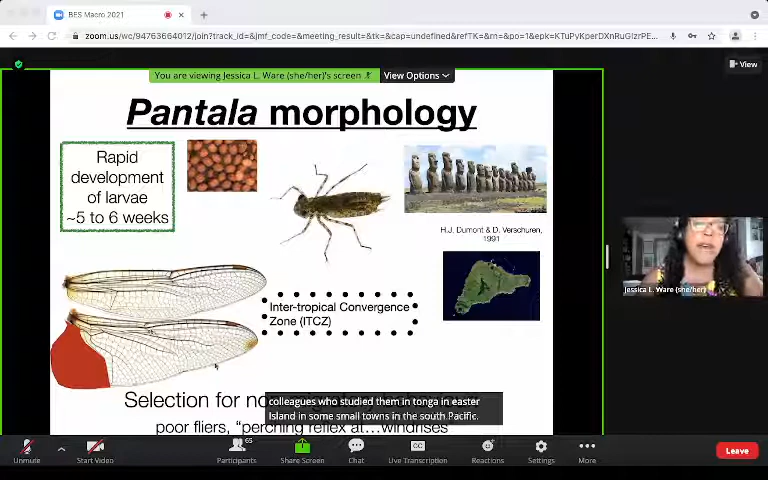 BES Macro 2021
zoom.us/wc/94763664012/join?track_id=&jmf_code=&meeting_result=&tk=&cap=undefined&refTK=&rn=&po=1&epk=KTuPyKperDXnRuGIzrPE...
You are viewing Jessica L. Ware (she/her)'s screen
View Options
View
Pantala morphology
Rapid
development
of larvae
~5 to 6 weeks
H.J. Dumont & D. Verschuren,
1991
Jessica L. Ware (she/her)
Inter-tropical Convergence
Zone (ITCZ)
Selection for
colleagues who studied them in tonga in easter
Island in some small towns in the south Pacific.
poor fliers, "perching reflex at...windrises"
Unmute
Start Video
65
Participants
Share Screen
Chat
CC
Live Transcription
Reactions
Settings
More
Leave